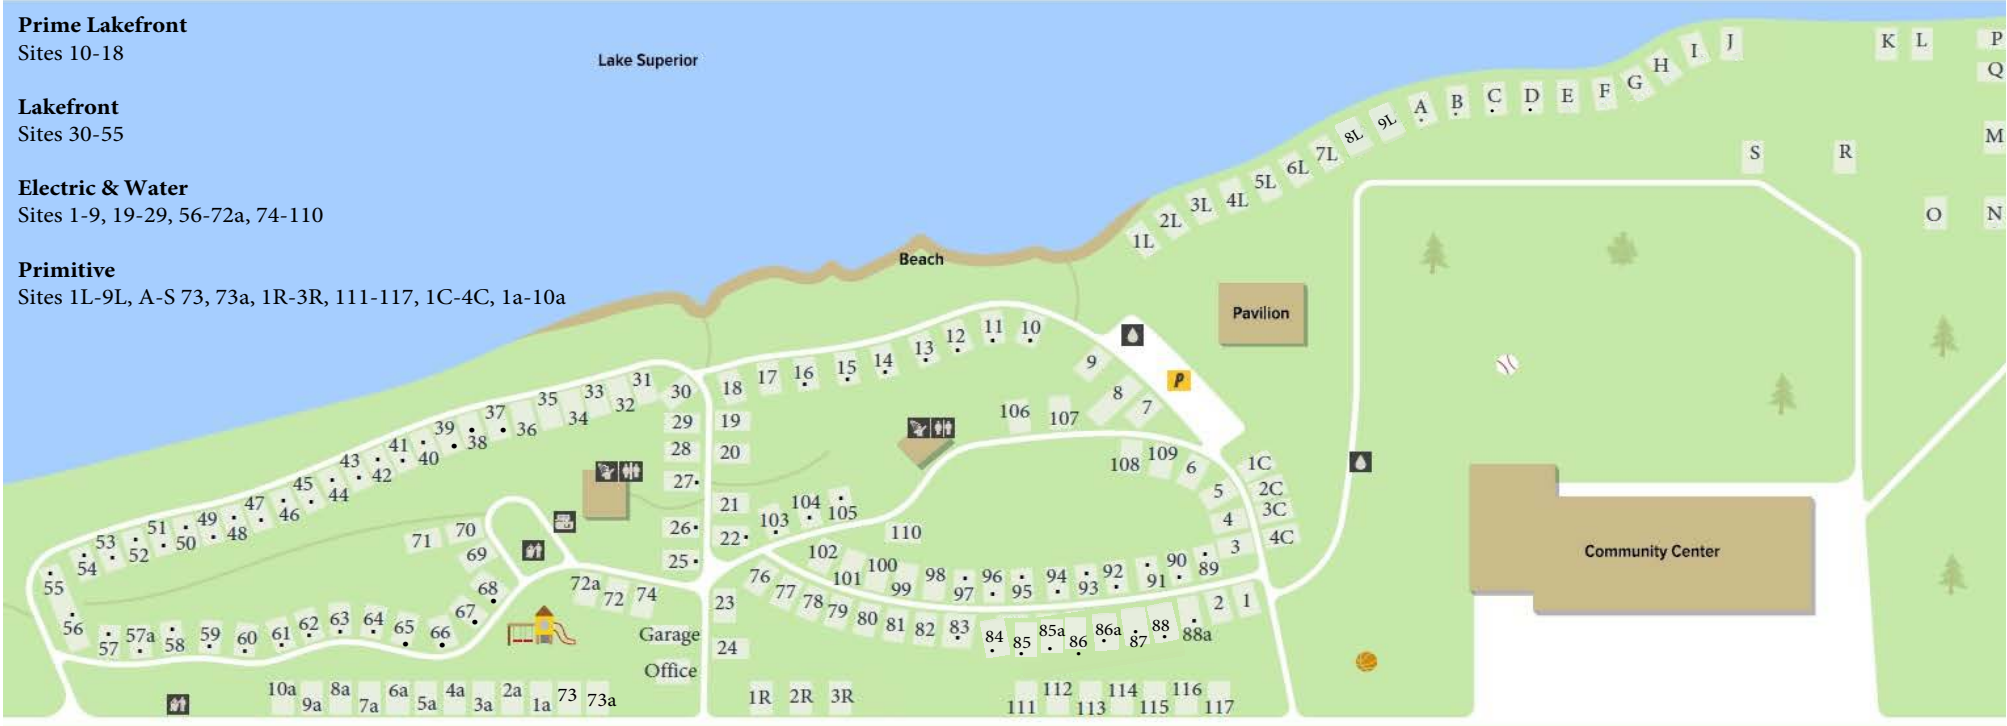 Prime Lakefront
Sites 10-18
Lakefront
Sites 30-55
Electric & Water
Sites 1-9, 19-29, 56-72a, 74-110
Primitive
Sites 1L-9L, A-S 73, 73a, 1R-3R, 111-117, 1C-4C, 1a-10a
Lake Superior
Beach
Pavilion
Community Center
P
1L
2L
3L
4L
5L
6L
7L
8L
9L
A
B
C
D
E
F
G
H
I
J
K
L
P
Q
M
N
O
R
S
18
17
16
15
14
13
12
11
10
9
8
7
106
107
108
109
6
5
4
3
1C
2C
3C
4C
2
1
31
30
33
32
35
34
37
36
39
38
41
40
43
42
45
44
47
46
49
48
51
50
53
52
54
55
56
29
28
27
26
25
19
20
21
22
23
24
103
104
105
110
102
101
100
99
98
97
96
95
94
93
92
91
90
89
76
77
78
79
80
81
82
83
84
85
85a
86
86a
87
88
88a
71
70
69
68
67
66
65
64
63
62
61
60
59
58
57a
57
72a
72
74
Garage
Office
10a
9a
8a
7a
6a
5a
4a
3a
2a
1a
73
73a
1R
2R
3R
111
112
113
114
115
116
117